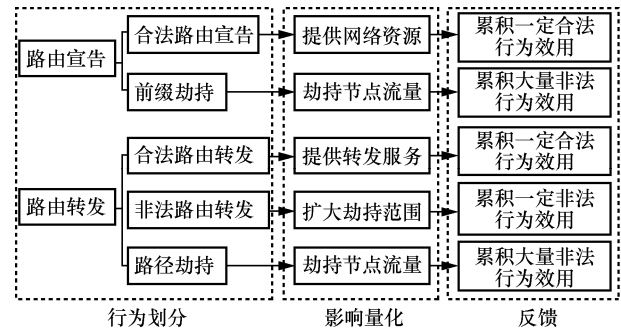 路由宣告
合法路由宣告
提供网络资源
累积一定合法
行为效用
前缀劫持
劫持节点流量
累积大量非法
行为效用
路由转发
合法路由转发
提供转发服务
累积一定合法
行为效用
非法路由转发
扩大劫持范围
累积一定非法
行为效用
路径劫持
劫持节点流量
累积大量非法
行为效用
行为划分
影响量化
反馈